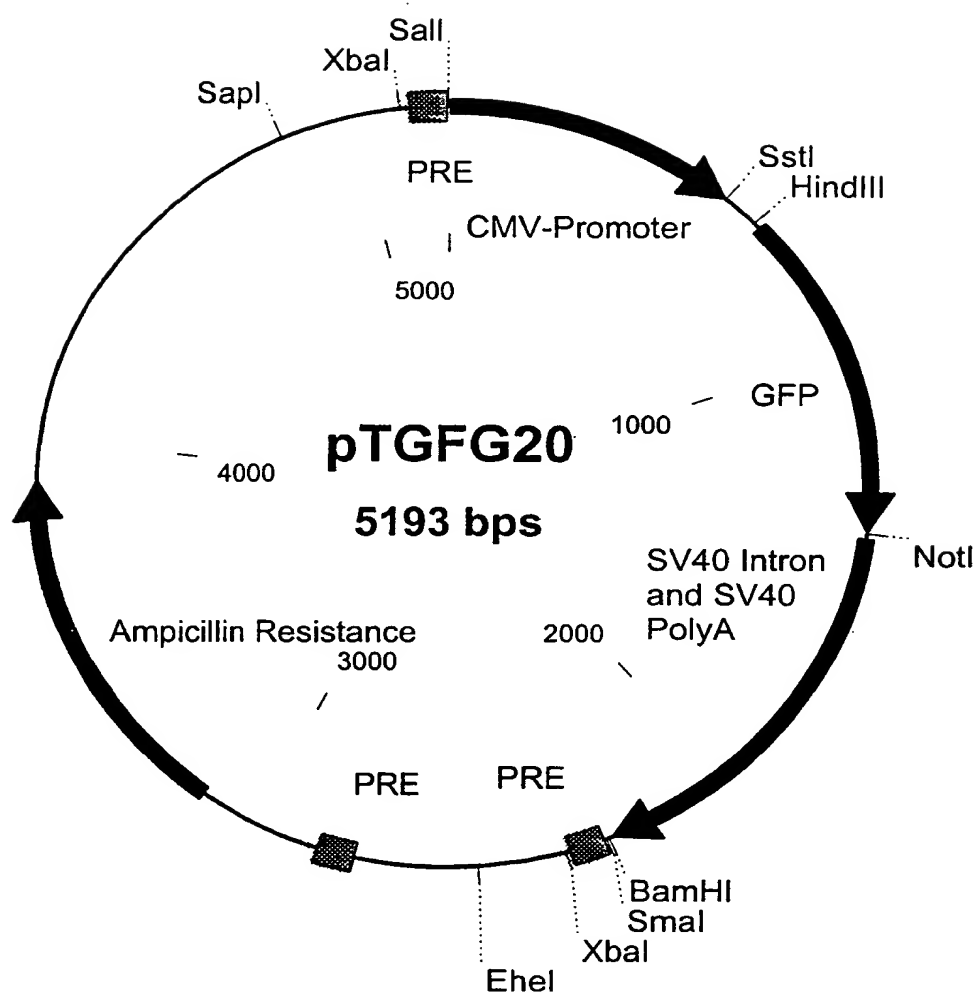 SalI
XbaI
SapI
PRE
SstI
HindIII
CMV-Promoter
5000
GFP
1000
pTGFG20
4000
5193 bps
NotI
SV40 Intron
and SV40
PolyA
Ampicillin Resistance
2000
3000
PRE
PRE
BamHI
SmaI
XbaI
EheI